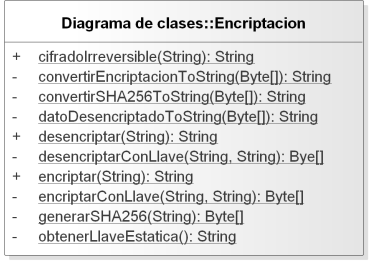 Diagrama de clases::Encriptacion
+ cifradoIrreversible(String): String
- convertirEncriptacionToString(Byte[]): String
- convertirSHA256ToString(Byte[]): String
- datoDesencriptadoToString(Byte[]): String
+ desencriptar(String): String
- desencriptarConLlave(String, String): Bye[]
+ encriptar(String): String
- encriptarConLlave(String, String): Byte[]
- generarSHA256(String): Byte[]
- obtenerLlaveEstatica(): String